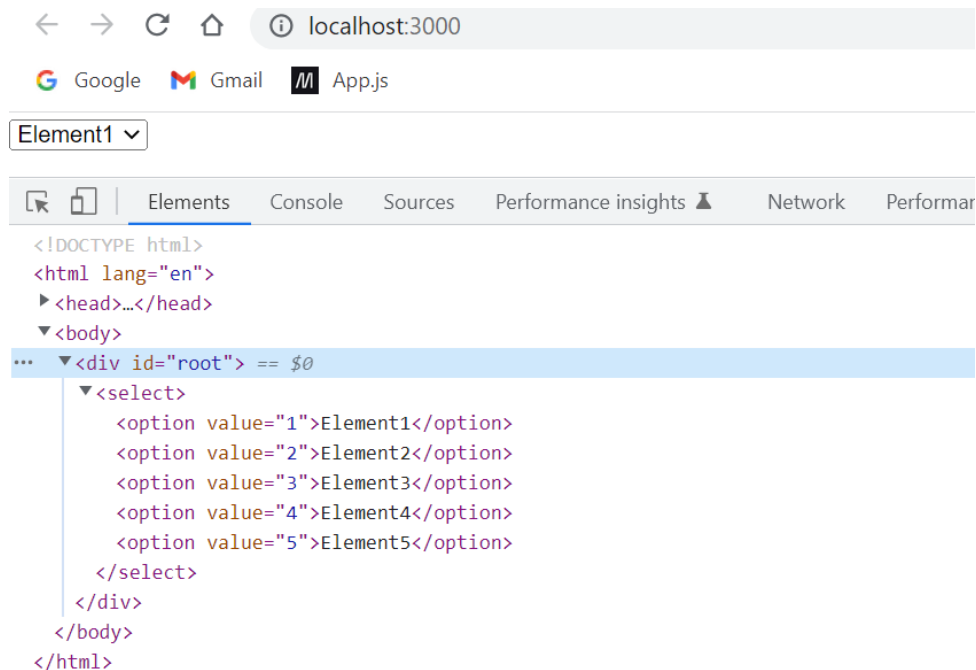 localhost:3000
Google Gmail App.js
Element1
Elements Console Sources Performance insights Network Performan
<!DOCTYPE html>
<html lang="en">
<head>…</head>
<body>
<div id="root"> == $0
<select>
<option value="1">Element1</option>
<option value="2">Element2</option>
<option value="3">Element3</option>
<option value="4">Element4</option>
<option value="5">Element5</option>
</select>
</div>
</body>
</html>